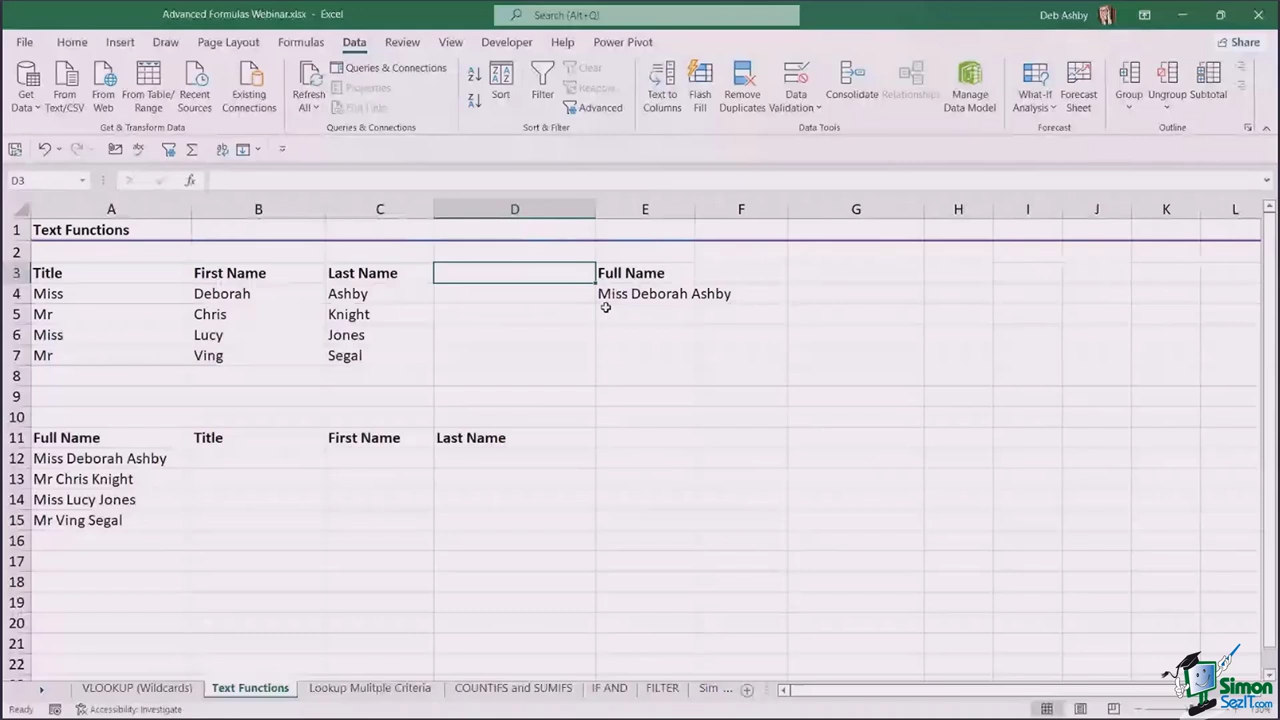 Advanced Formulas Webinar.xlsx - Excel
Search (Alt+Q)
Deb Ashby
File Home Insert Draw Page Layout Formulas Data Review View Developer Help Power Pivot Share
Get Data
From Text/CSV
From Web
From Table/ Range
Recent Sources
Existing Connections
Get & Transform Data
Refresh All
Queries & Connections
Properties
Queries & Connections
Sort
Filter
Clear
Advanced
Sort & Filter
Text to Columns
Flash Fill
Remove Duplicates
Data Validation
Consolidate
Relationships
Manage Data Model
Data Tools
What-If Analysis
Forecast Sheet
Forecast
Group
Ungroup
Subtotal
Outline
D3 fx
A B C D E F G H I J K L
1 Text Functions
2
3 Title First Name Last Name Full Name
4 Miss Deborah Ashby Miss Deborah Ashby
5 Mr Chris Knight
6 Miss Lucy Jones
7 Mr Ving Segal
8
9
10
11 Full Name Title First Name Last Name
12 Miss Deborah Ashby
13 Mr Chris Knight
14 Miss Lucy Jones
15 Mr Ving Segal
16
17
18
19
20
21
22
VLOOKUP (Wildcards) Text Functions Lookup Mulitple Criteria COUNTIFS and SUMIFS IF AND FILTER Sim ...
Ready Accessibility: Investigate
Simon
SezIT.com